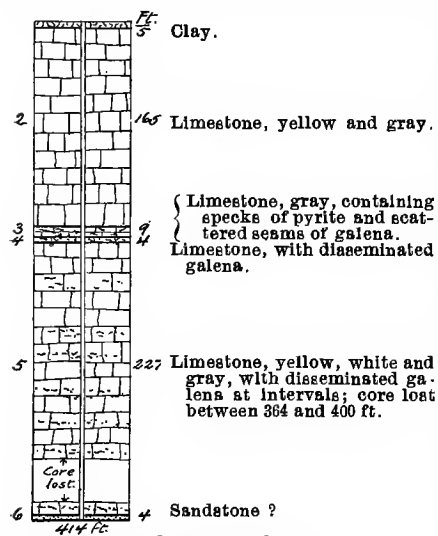 Ft.
5 Clay.
2 165 Limestone, yellow and gray.
3 9 Limestone, gray, containing
specks of pyrite and scat-
tered seams of galena.
4 4 Limestone, with disseminated
galena.
5 227 Limestone, yellow, white and
gray, with disseminated ga-
lena at intervals; core lost
between 364 and 400 ft.
Core
lost.
6 4 Sandstone ?
414 Ft.